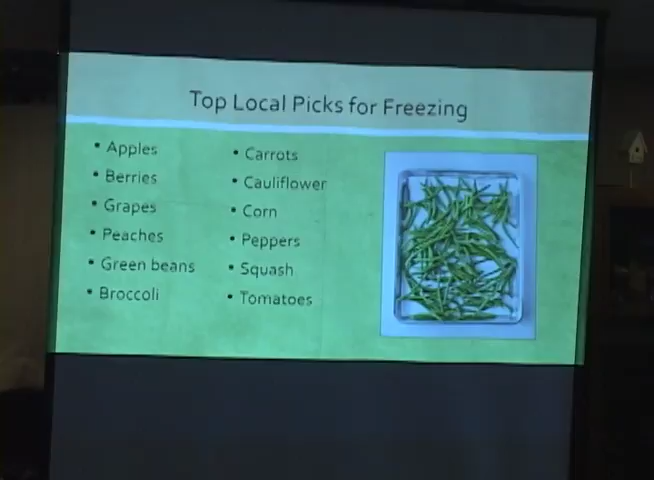 Top Local Picks for Freezing
• Apples
• Berries
• Grapes
• Peaches
• Green beans
• Broccoli
• Carrots
• Cauliflower
• Corn
• Peppers
• Squash
• Tomatoes